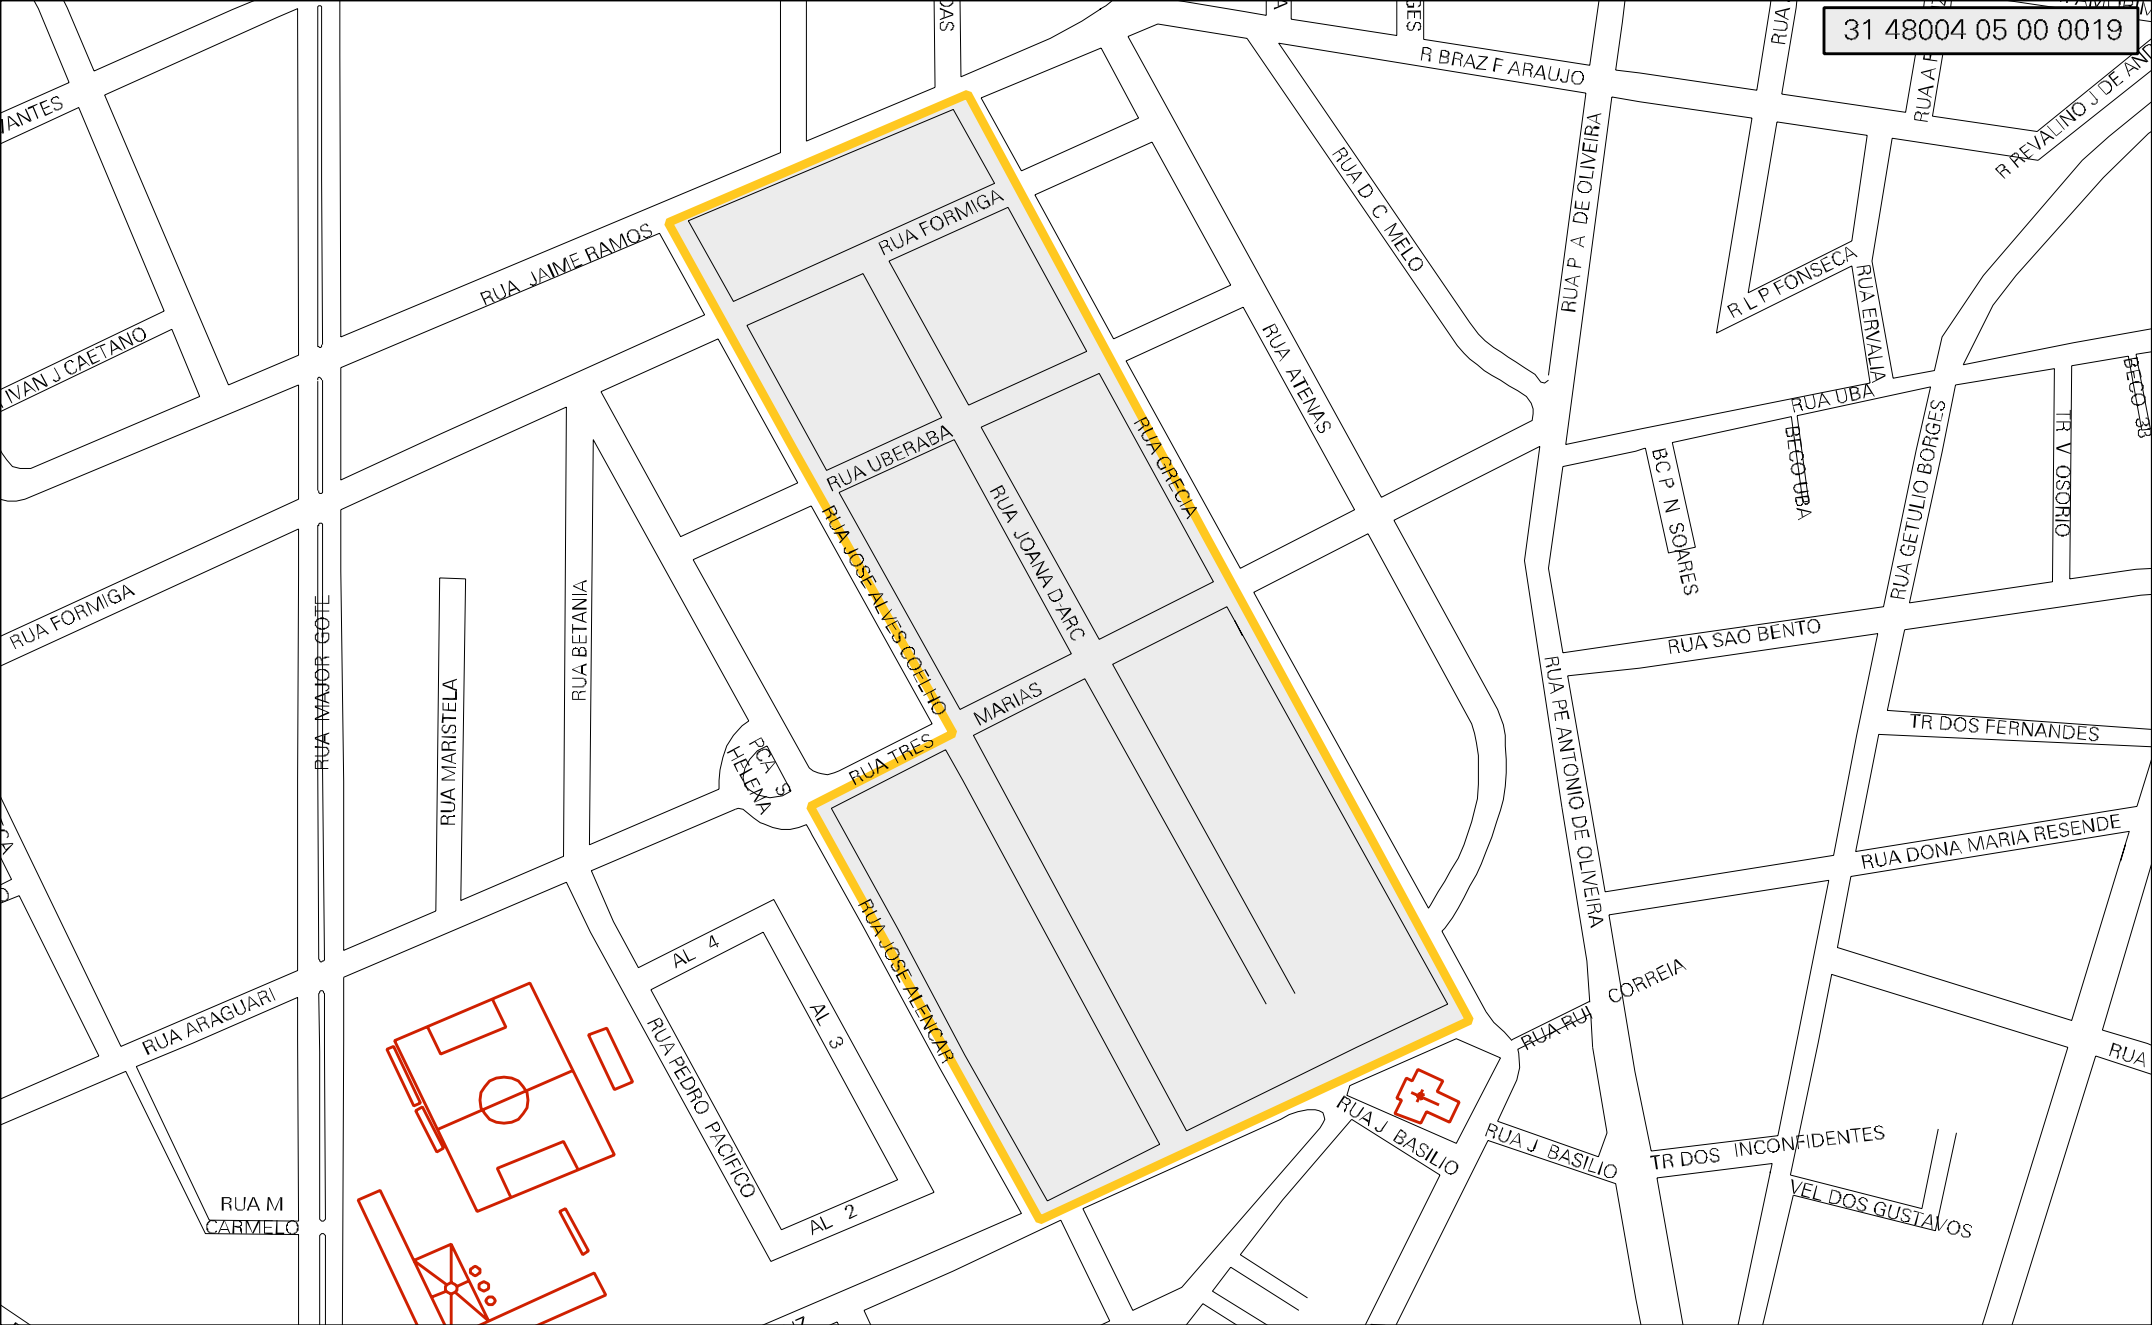 31 48004 05 00 0019
R BRAZ F ARAUJO
R REVALINO J DE AND
RUA D C MELO
RUA P A DE OLIVEIRA
RUA FORMIGA
RUA JAIME RAMOS
R L P FONSECA
RUA ERVALIA
IVAN J CAETANO
RUA ATENAS
RUA UBA
BECO 3B
RUA GETULIO BORGES
TR V OSORIO
BECO UBA
BC P N SOARES
RUA UBERABA
RUA GRECIA
RUA JOANA D-ARC
RUA JOSE ALVES COELHO
RUA FORMIGA
RUA MAJOR GOTE
RUA BETANIA
RUA MARISTELA
RUA SAO BENTO
RUA PE ANTONIO DE OLIVEIRA
RUA TRES MARIAS
TR DOS FERNANDES
PCA S
HELENA
RUA DONA MARIA RESENDE
RUA JOSE ALENCAR
AL 4
AL 3
RUA PEDRO PACIFICO
RUA ARAGUARI
RUA RUI CORREIA
RUA
RUA J BASILIO
RUA J BASILIO
TR DOS INCONFIDENTES
VEL DOS GUSTAVOS
RUA M
CARMELO
AL 2